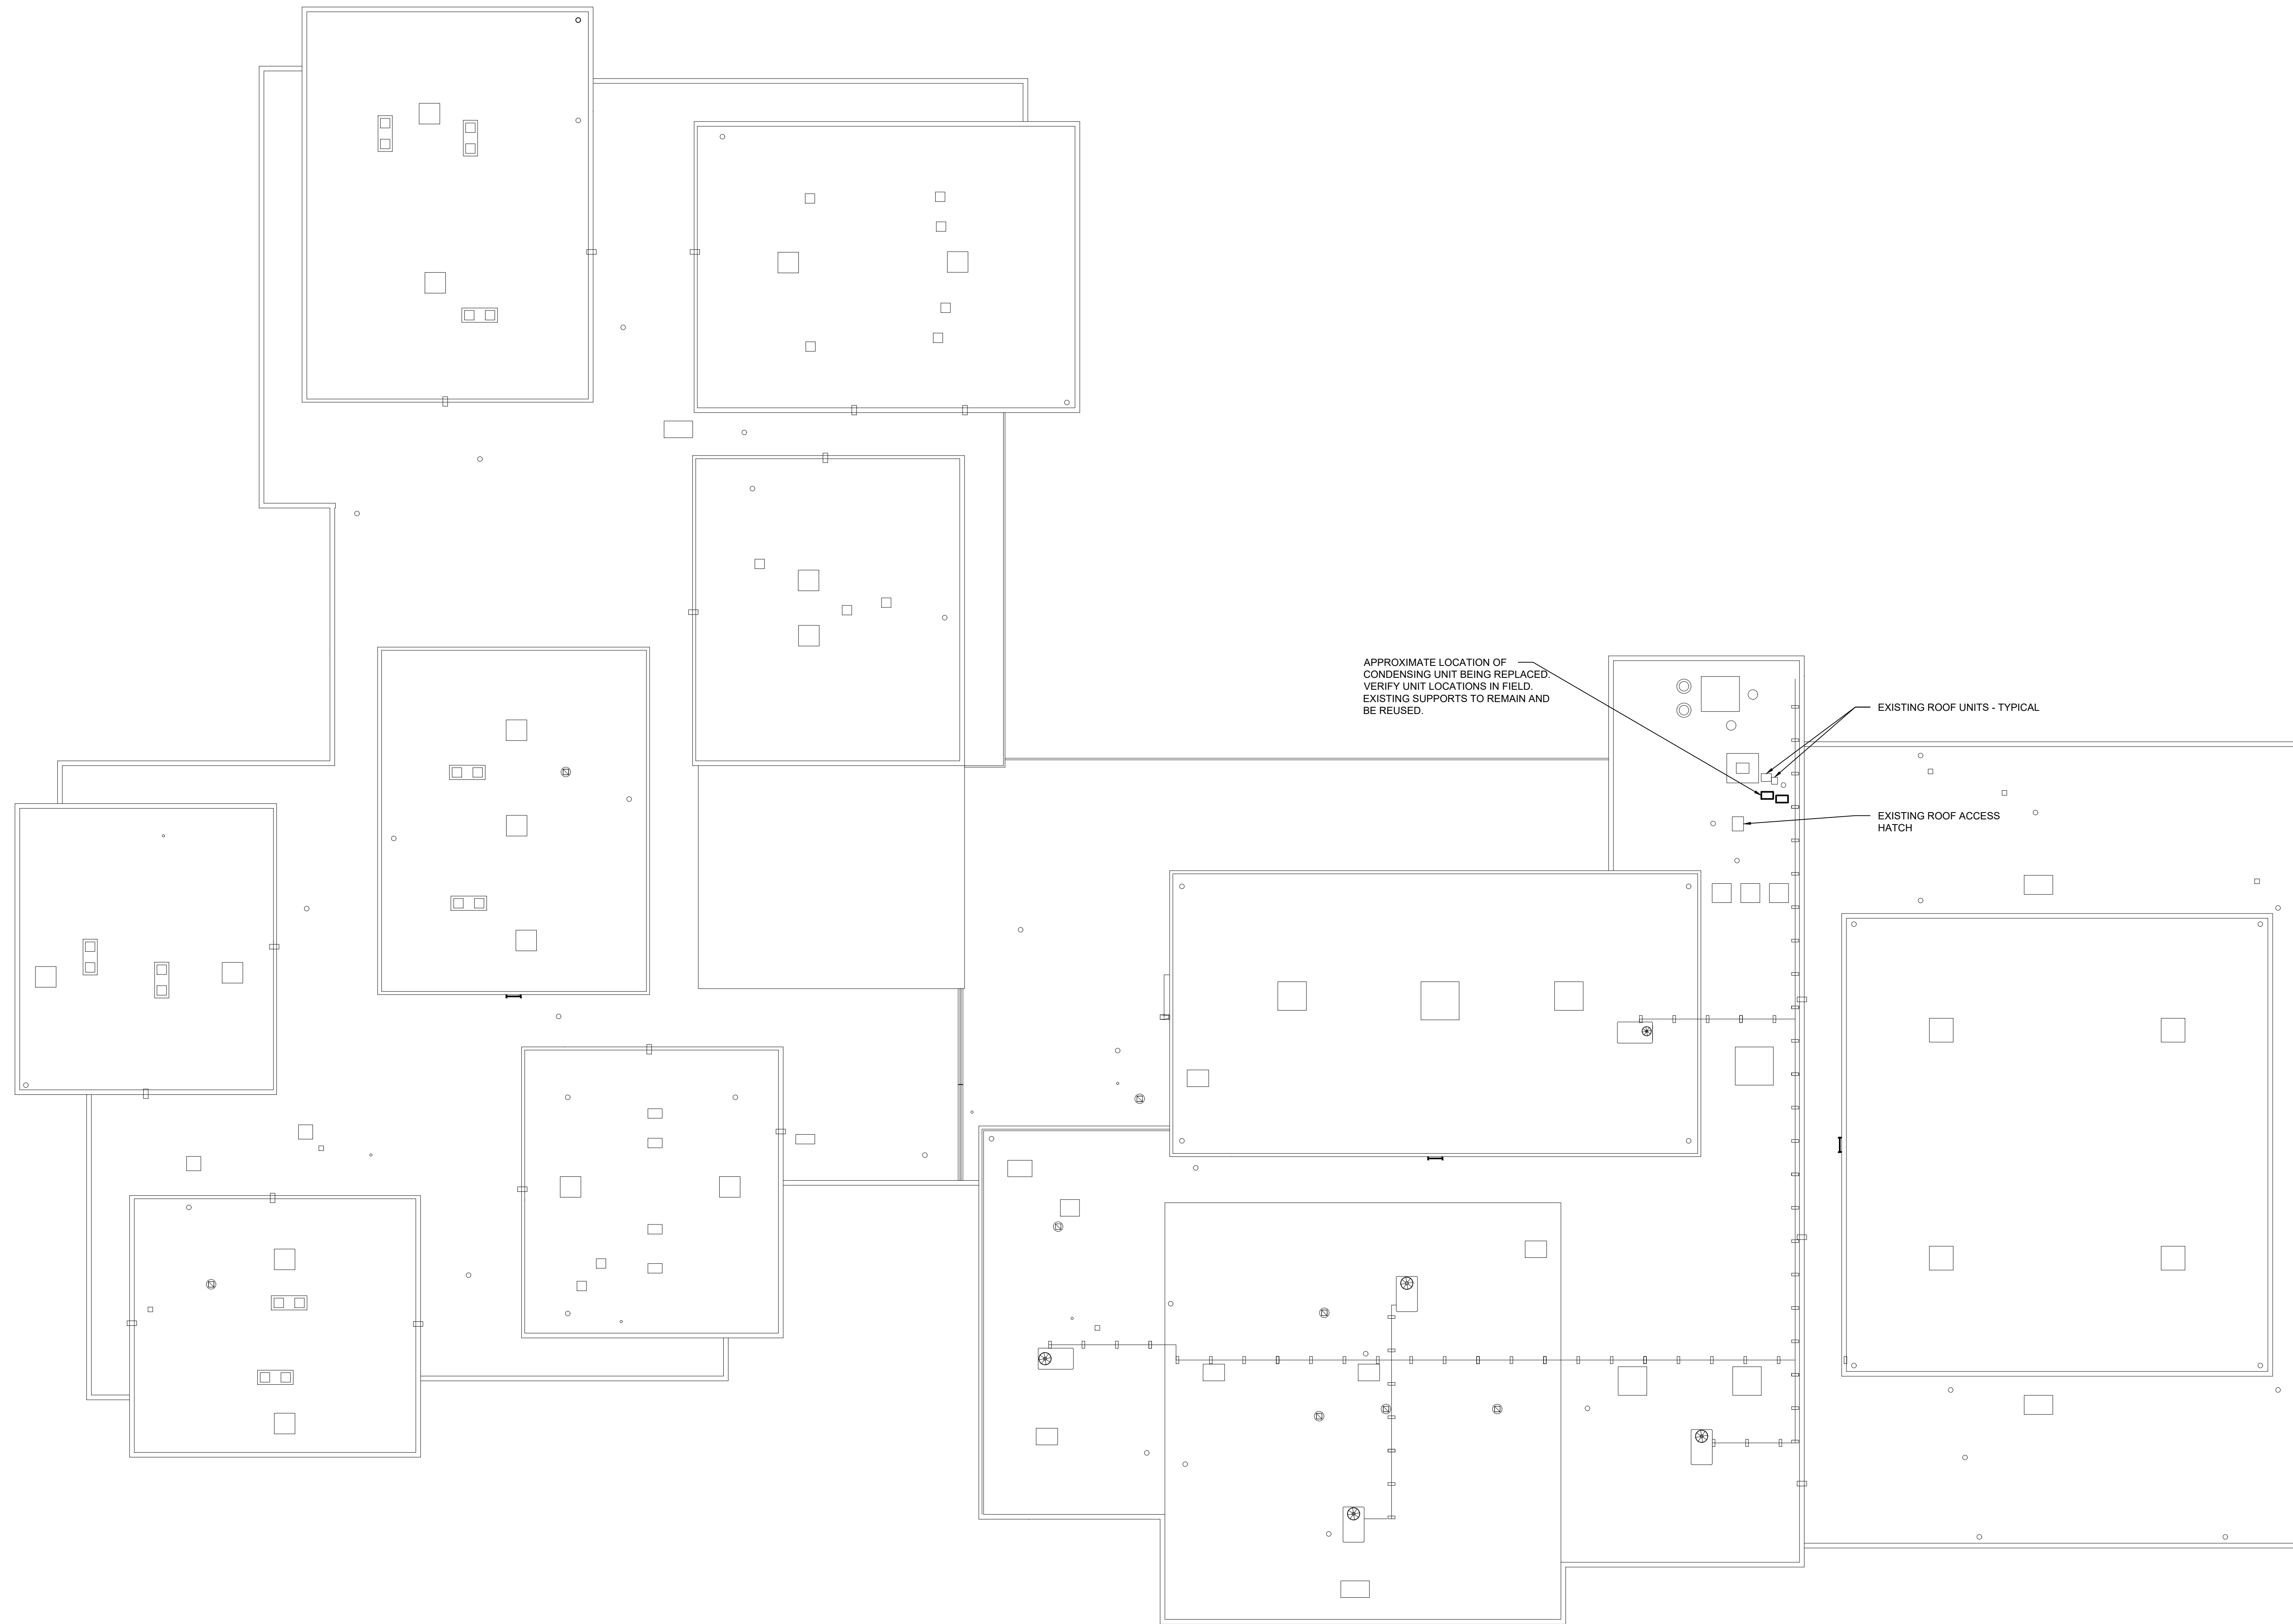 APPROXIMATE LOCATION OF
CONDENSING UNIT BEING REPLACED.
VERIFY UNIT LOCATIONS IN FIELD.
EXISTING SUPPORTS TO REMAIN AND
BE REUSED.
EXISTING ROOF UNITS - TYPICAL
EXISTING ROOF ACCESS
HATCH